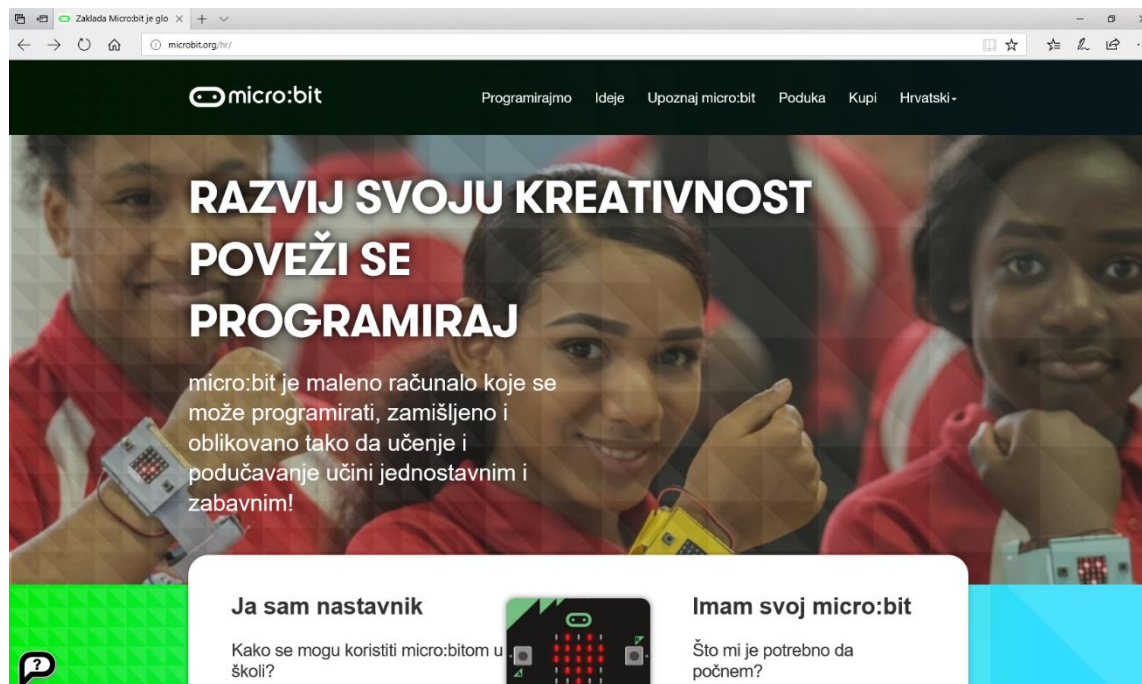 Zaklada Micro:bit je glo
microbit.org/hr/
micro:bit
Programirajmo Ideje Upoznaj micro:bit Poduka Kupi Hrvatski
RAZVIJ SVOJU KREATIVNOST
POVEŽI SE
PROGRAMIRAJ
micro:bit je maleno računalo koje se
može programirati, zamišljeno i
oblikovano tako da učenje i
podučavanje učini jednostavnim i
zabavnim!
Ja sam nastavnik
Kako se mogu koristiti micro:bitom u
školi?
Imam svoj micro:bit
Što mi je potrebno da
počnem?